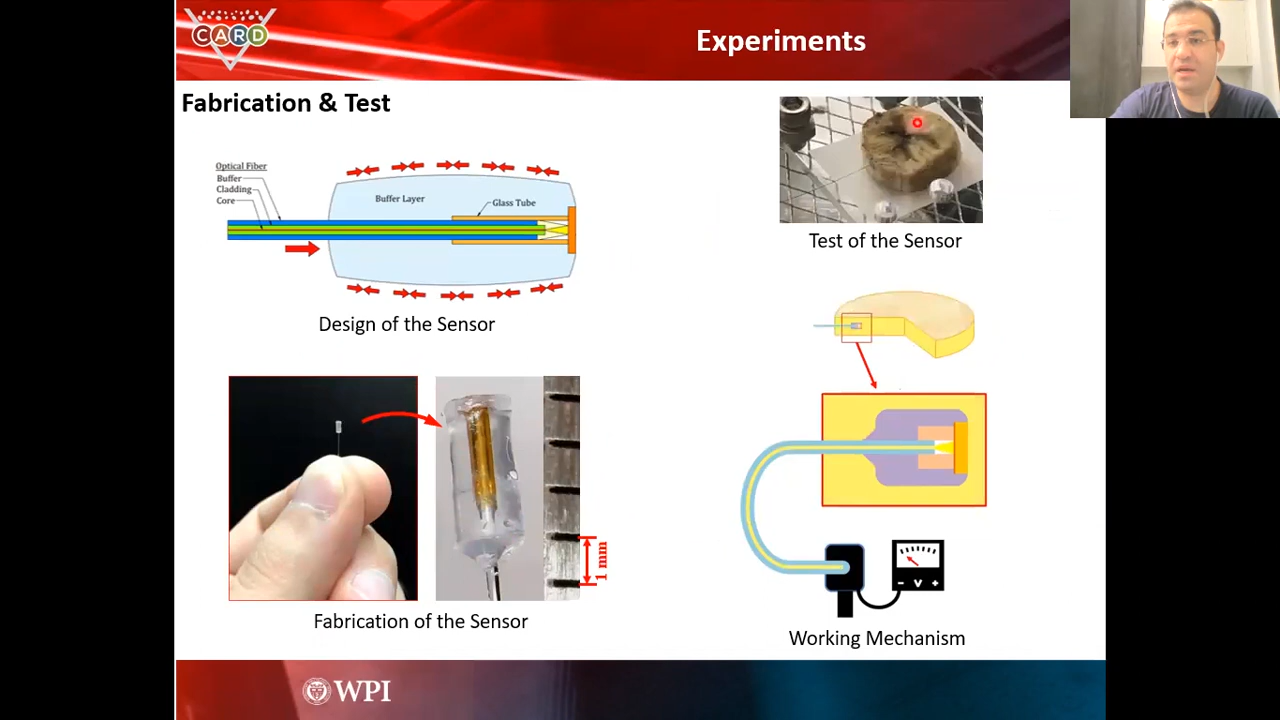 CARD
Experiments
Fabrication & Test
Optical Fiber
Buffer
Cladding
Core
Buffer Layer
Glass Tube
Design of the Sensor
Test of the Sensor
1 mm
Fabrication of the Sensor
- V +
Working Mechanism
WPI